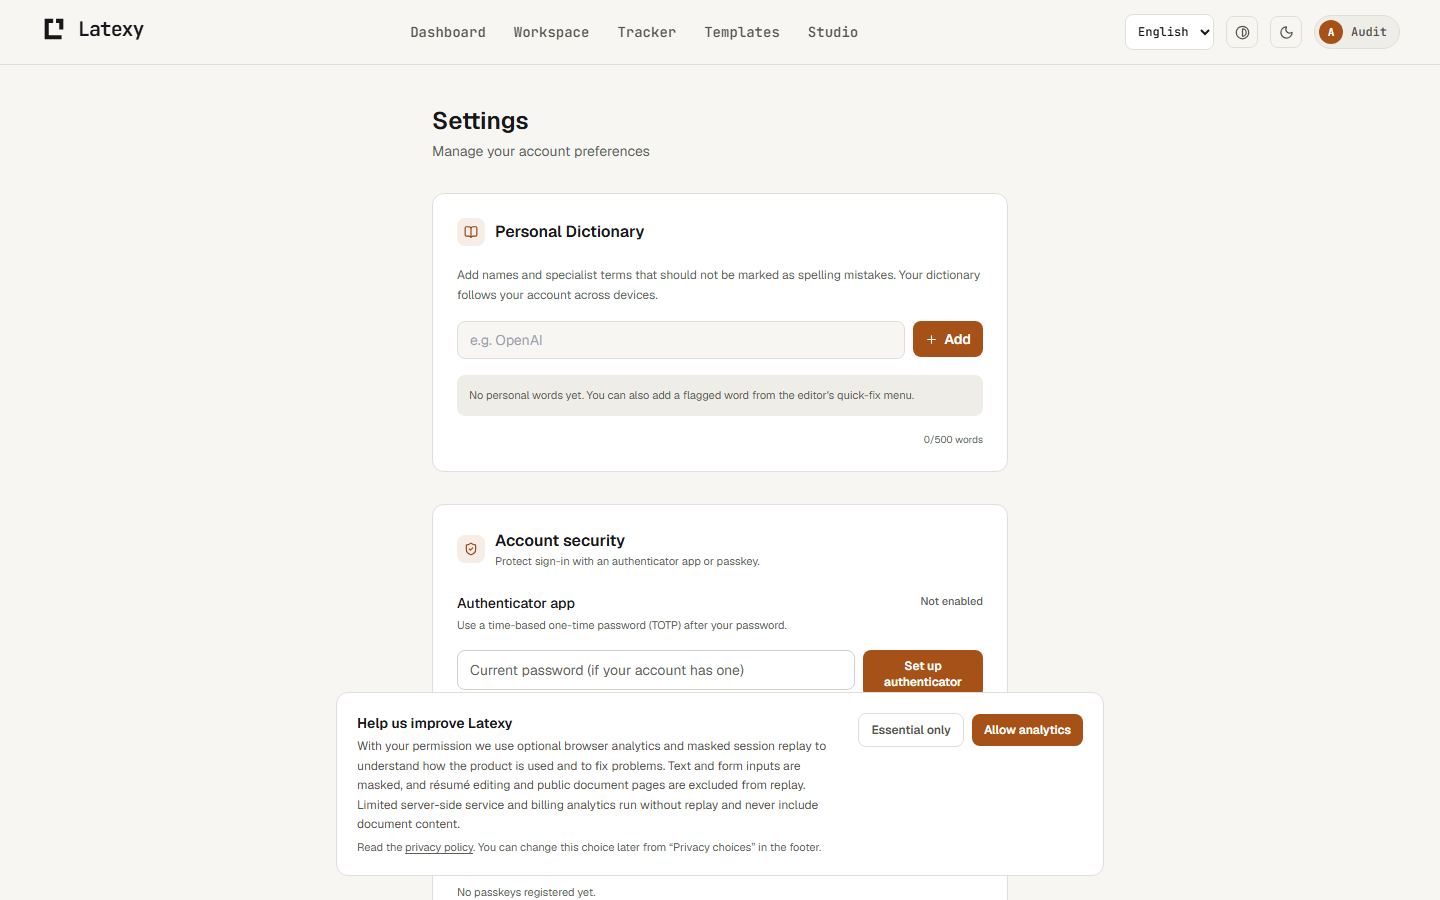 Latexy
Dashboard
Workspace
Tracker
Templates
Studio
English
A
Audit
Settings
Manage your account preferences
Personal Dictionary
Add names and specialist terms that should not be marked as spelling mistakes. Your dictionary
follows your account across devices.
e.g. OpenAI
+ Add
No personal words yet. You can also add a flagged word from the editor's quick-fix menu.
0/500 words
Account security
Protect sign-in with an authenticator app or passkey.
Authenticator app
Not enabled
Use a time-based one-time password (TOTP) after your password.
Current password (if your account has one)
Set up
authenticator
Help us improve Latexy
Essential only
Allow analytics
With your permission we use optional browser analytics and masked session replay to
understand how the product is used and to fix problems. Text and form inputs are
masked, and résumé editing and public document pages are excluded from replay.
Limited server-side service and billing analytics run without replay and never include
document content.
Read the privacy policy. You can change this choice later from “Privacy choices” in the footer.
No passkeys registered yet.